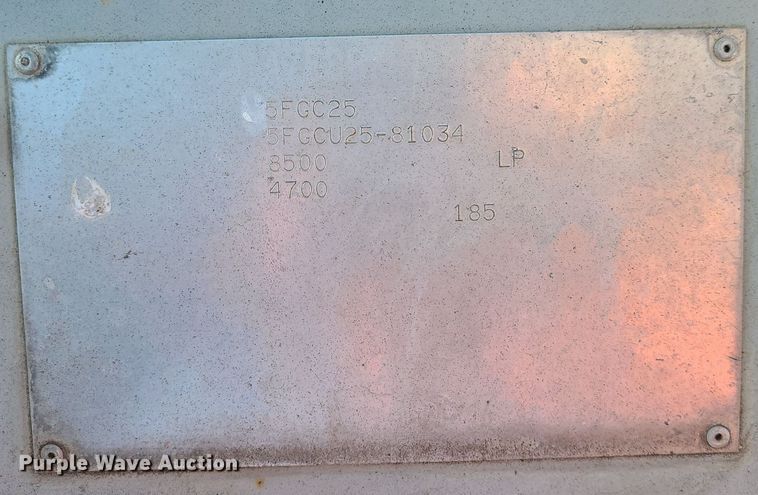 5FGC25
5FGCU25-81034
8500 LP
4700
185
Purple Wave Auction